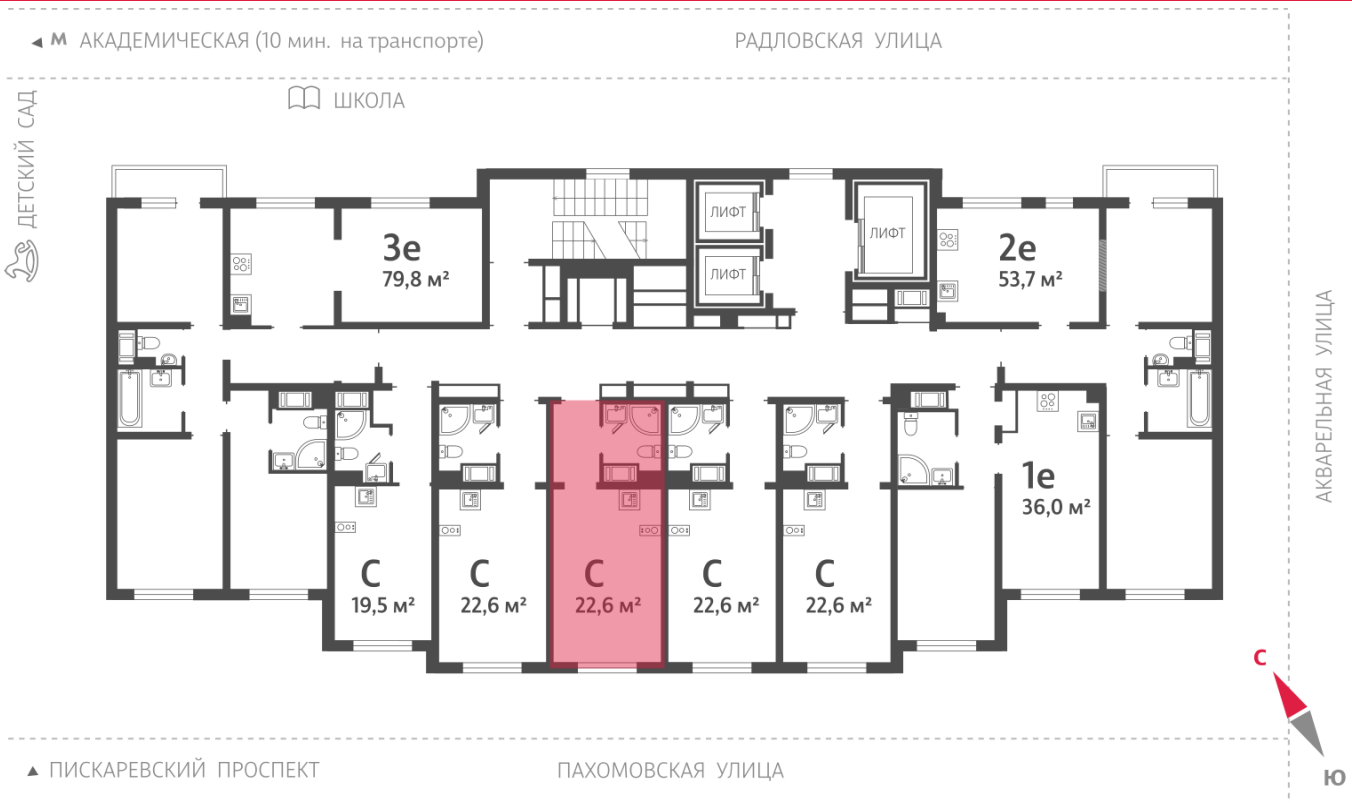 М АКАДЕМИЧЕСКАЯ (10 мин. на транспорте)
РАДЛОВСКАЯ УЛИЦА
ШКОЛА
ДЕТСКИЙ САД
ЛИФТ
ЛИФТ
ЛИФТ
3е
79,8 м²
2е
53,7 м²
1е
36,0 м²
С
19,5 м²
С
22,6 м²
С
22,6 м²
С
22,6 м²
С
22,6 м²
АКВАРЕЛЬНАЯ УЛИЦА
С
Ю
ПИСКАРЕВСКИЙ ПРОСПЕКТ
ПАХОМОВСКАЯ УЛИЦА